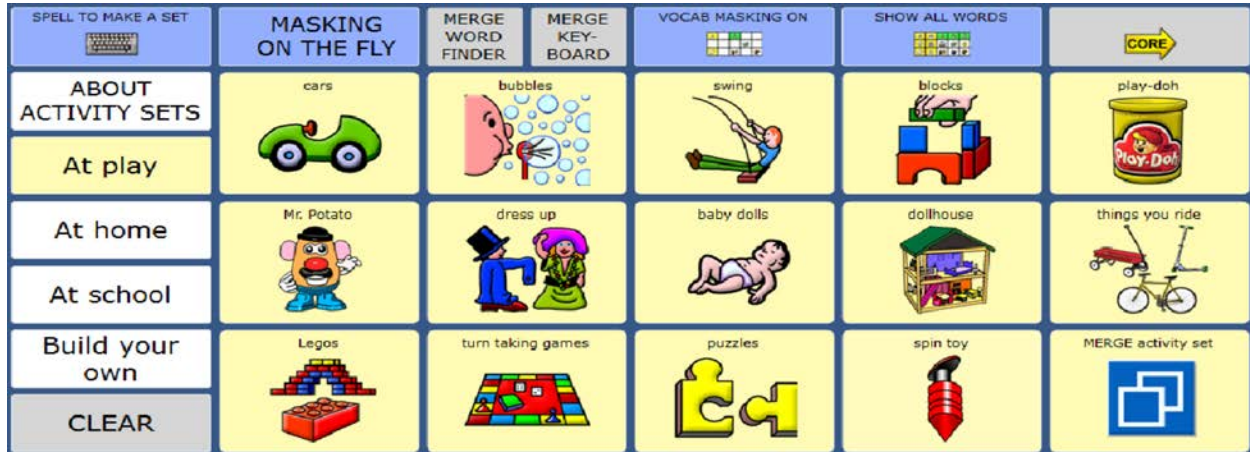 SPELL TO MAKE A SET
MASKING
ON THE FLY
MERGE
WORD
FINDER
MERGE
KEY-
BOARD
VOCAB MASKING ON
SHOW ALL WORDS
CORE
ABOUT
ACTIVITY SETS
At play
At home
At school
Build your
own
CLEAR
cars
bubbles
swing
blocks
play-doh
Play-Doh
Mr. Potato
dress up
baby dolls
dollhouse
things you ride
Legos
turn taking games
puzzles
spin toy
MERGE activity set